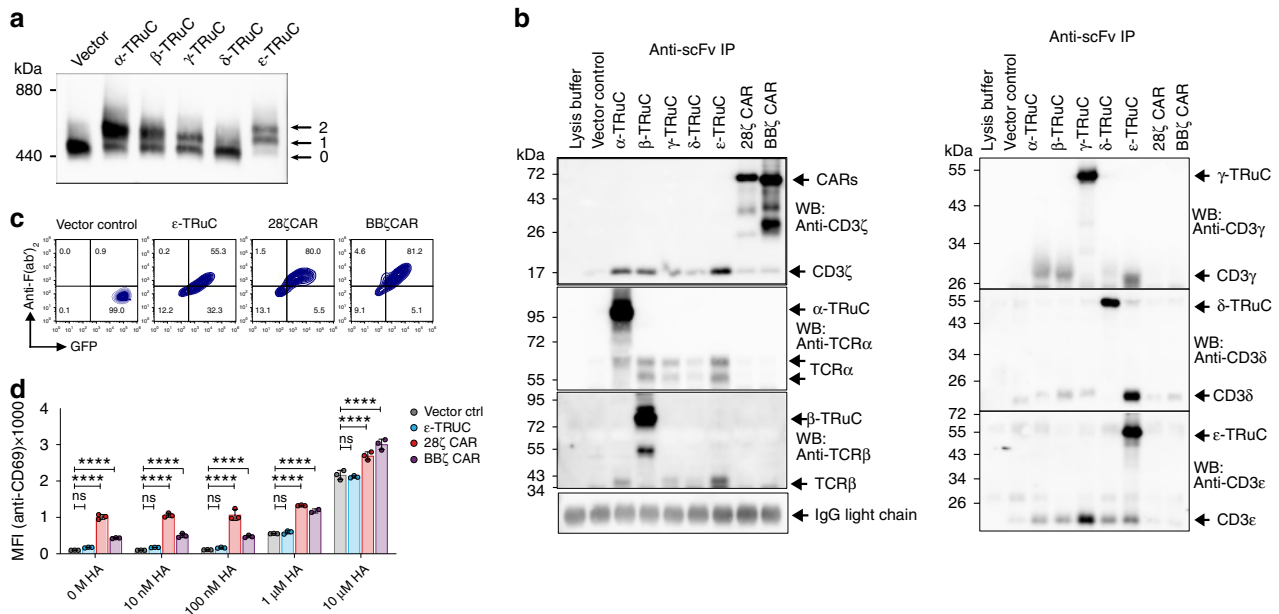 a
Vector
α-TRuC
β-TRuC
γ-TRuC
δ-TRuC
ε-TRuC
kDa
880
440
2
1
0
c
Vector control
ε-TRuC
28ζCAR
BBζCAR
0.0 0.9
0.1 99.0
0.2 55.3
12.2 32.3
1.5 80.0
13.1 5.5
4.6 81.2
9.1 5.1
Anti-F(ab')2
GFP
d
MFI (anti-CD69)×1000
4
3
2
1
0
ns
****
****
ns
****
****
ns
****
****
ns
****
****
ns
****
****
Vector ctrl
ε-TRUC
28ζ CAR
BBζ CAR
0 M HA
10 nM HA
100 nM HA
1 μM HA
10 μM HA
b
Anti-scFv IP
Lysis buffer
Vector control
α-TRuC
β-TRuC
γ-TRuC
δ-TRuC
ε-TRuC
28ζ CAR
BBζ CAR
kDa
72
43
26
17
CARs
WB:
Anti-CD3ζ
CD3ζ
95
72
55
α-TRuC
WB:
Anti-TCRα
TCRα
95
72
55
43
34
β-TRuC
WB:
Anti-TCRβ
TCRβ
IgG light chain
Anti-scFv IP
Lysis buffer
Vector control
α-TRuC
β-TRuC
γ-TRuC
δ-TRuC
ε-TRuC
28ζ CAR
BBζ CAR
kDa
55
43
34
26
γ-TRuC
WB:
Anti-CD3γ
CD3γ
55
43
34
26
δ-TRuC
WB:
Anti-CD3δ
CD3δ
72
55
43
34
26
17
ε-TRuC
WB:
Anti-CD3ε
CD3ε